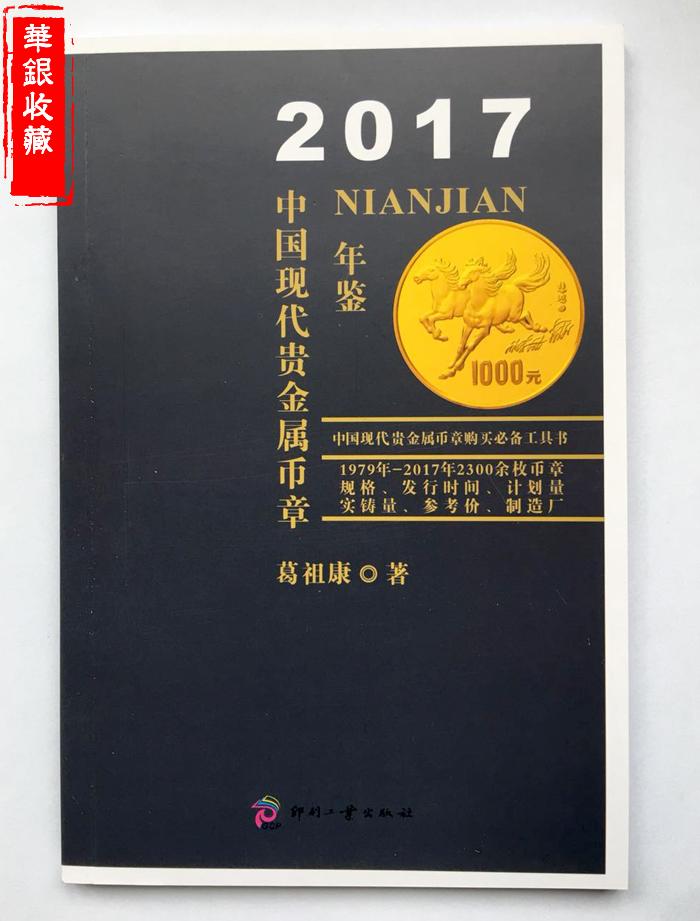 華銀收藏
2017
NIANJIAN
年鉴
中国现代贵金属币章
1000元
中国现代贵金属币章购买必备工具书
1979年-2017年2300余枚币章
规格、发行时间、计划量
实铸量、参考价、制造厂
葛祖康◎著
GCP
印刷工业出版社